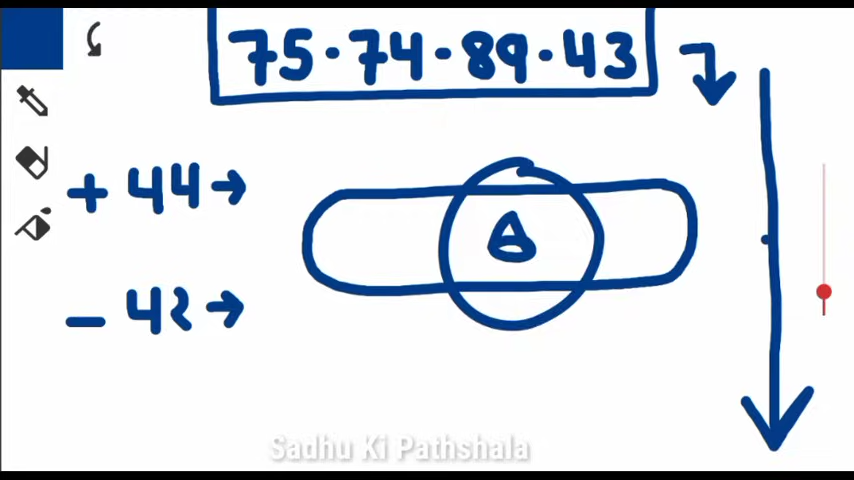 75·74·89·43
+ 44 →
- 42 →
Sadhu Ki Pathshala